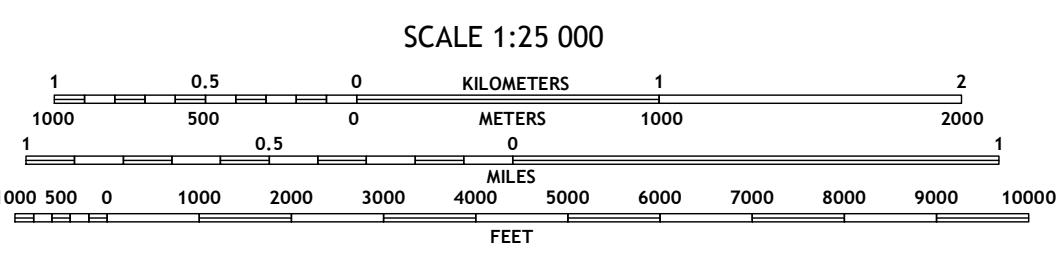 SCALE 1:25 000
1 0.5 0 KILOMETERS 1 2
1000 500 0 METERS 1000 2000
1 0.5 0 1
MILES
000 500 0 1000 2000 3000 4000 5000 6000 7000 8000 9000 10000
FEET